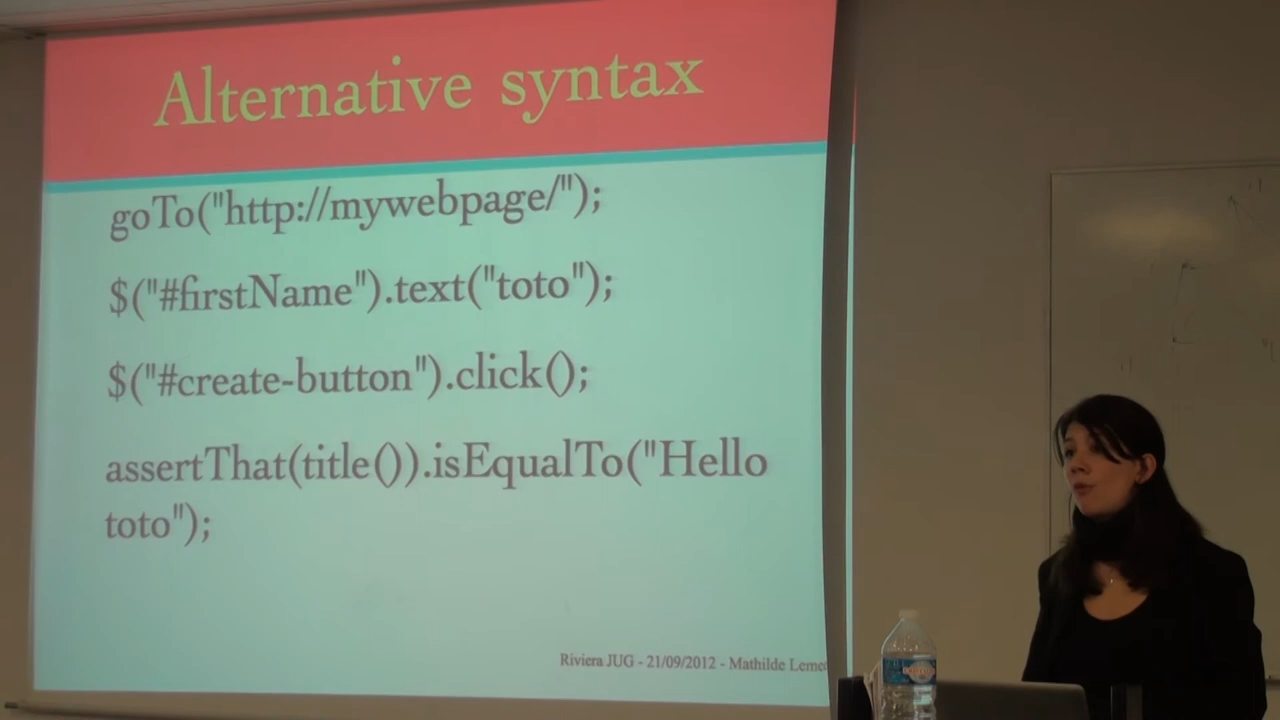 Alternative syntax
goTo("http://mywebpage/");
$("#firstName").text("toto");
$("#create-button").click();
assertThat(title()).isEqualTo("Hello
toto");
Riviera JUG - 21/09/2012 - Mathilde